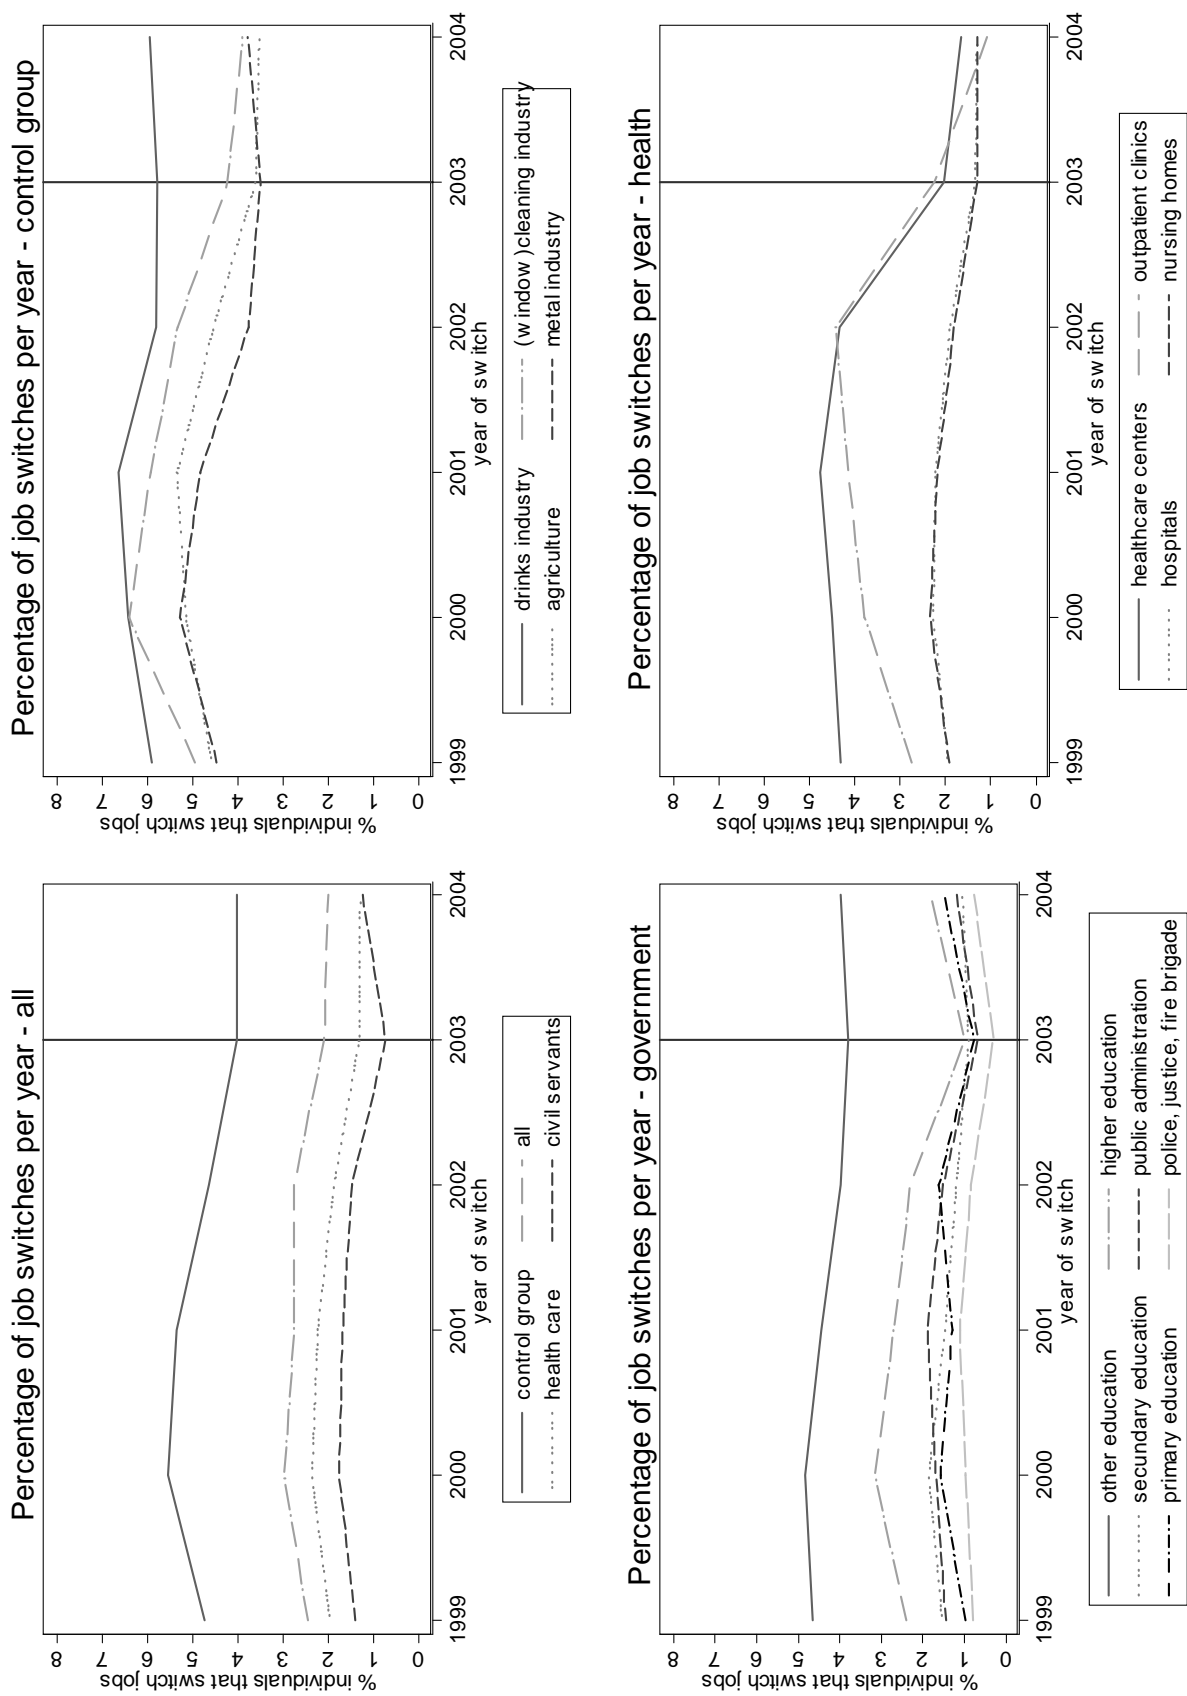 Percentage of job switches per year - all
% individuals that switch jobs
8
7
6
5
4
3
2
1
0
1999
2000
2001
2002
2003
2004
year of switch
control group
all
health care
civil servants
Percentage of job switches per year - control group
% individuals that switch jobs
8
7
6
5
4
3
2
1
0
1999
2000
2001
2002
2003
2004
year of switch
drinks industry
(window)cleaning industry
agriculture
metal industry
Percentage of job switches per year - government
% individuals that switch jobs
8
7
6
5
4
3
2
1
0
1999
2000
2001
2002
2003
2004
year of switch
other education
higher education
secundary education
public administration
primary education
police, justice, fire brigade
Percentage of job switches per year - health
% individuals that switch jobs
8
7
6
5
4
3
2
1
0
1999
2000
2001
2002
2003
2004
year of switch
healthcare centers
outpatient clinics
hospitals
nursing homes